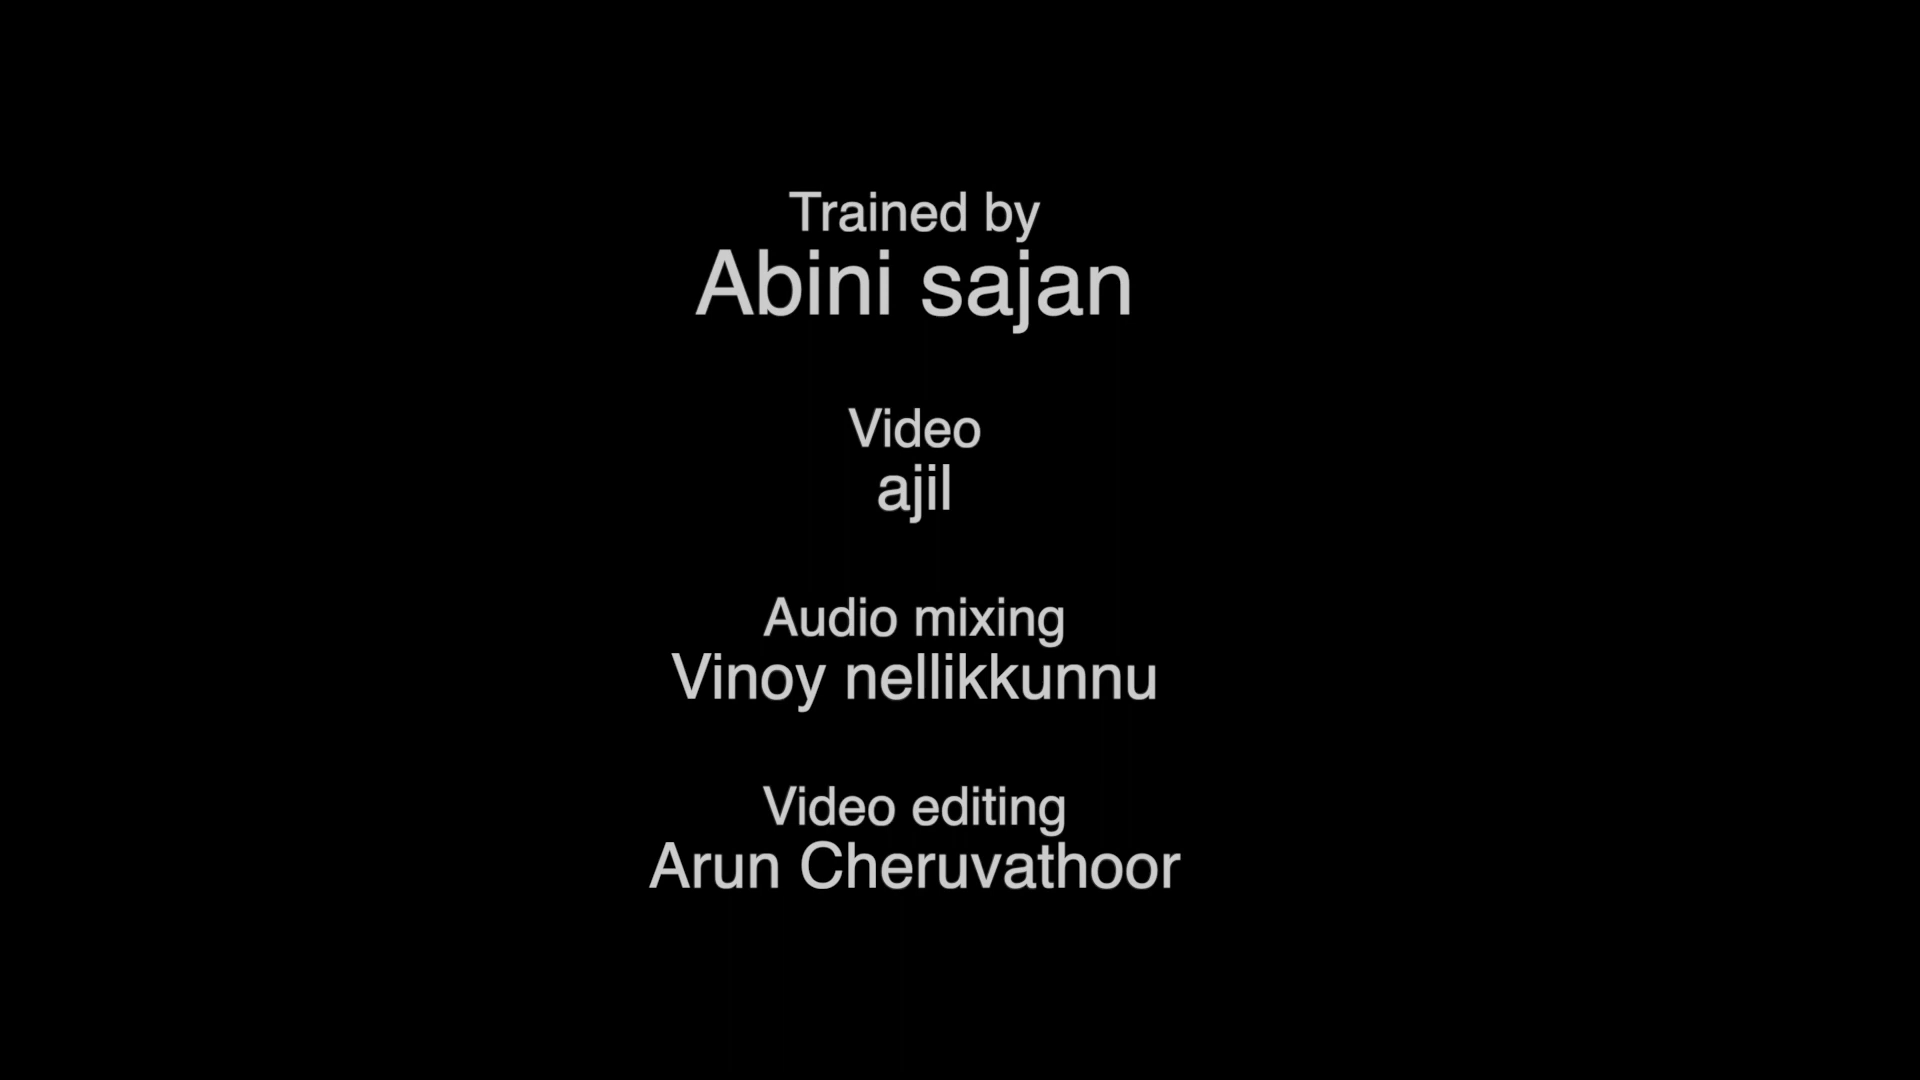 Trained by
Abini sajan
Video
ajil
Audio mixing
Vinoy nellikkunnu
Video editing
Arun Cheruvathoor